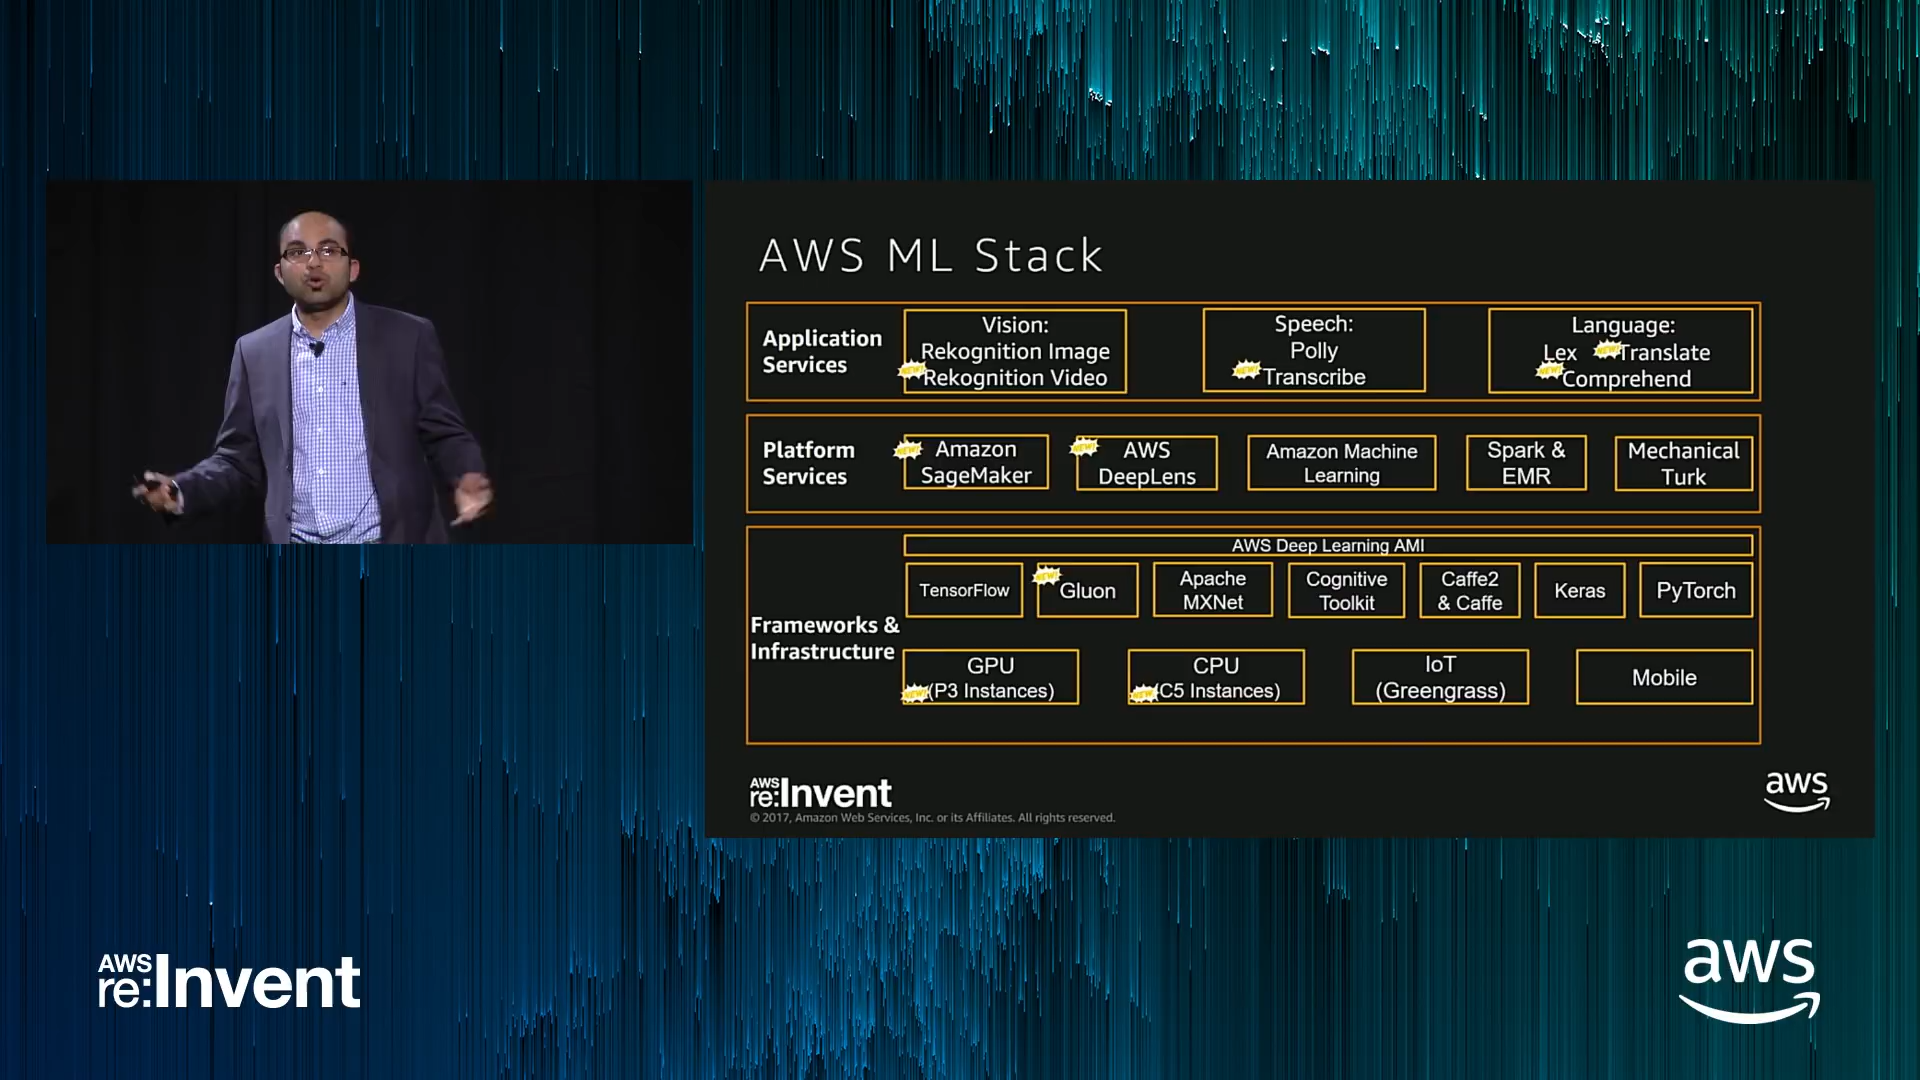 AWS ML Stack
Application
Services
Vision:
Rekognition Image
NEW! Rekognition Video
Speech:
Polly
NEW! Transcribe
Language:
Lex NEW! Translate
NEW! Comprehend
Platform
Services
NEW! Amazon
SageMaker
NEW! AWS
DeepLens
Amazon Machine
Learning
Spark &
EMR
Mechanical
Turk
Frameworks &
Infrastructure
AWS Deep Learning AMI
TensorFlow
NEW! Gluon
Apache
MXNet
Cognitive
Toolkit
Caffe2
& Caffe
Keras
PyTorch
GPU
NEW! (P3 Instances)
CPU
NEW! (C5 Instances)
IoT
(Greengrass)
Mobile
AWS
re:Invent
© 2017, Amazon Web Services, Inc. or its Affiliates. All rights reserved.
aws
AWS
re:Invent
aws